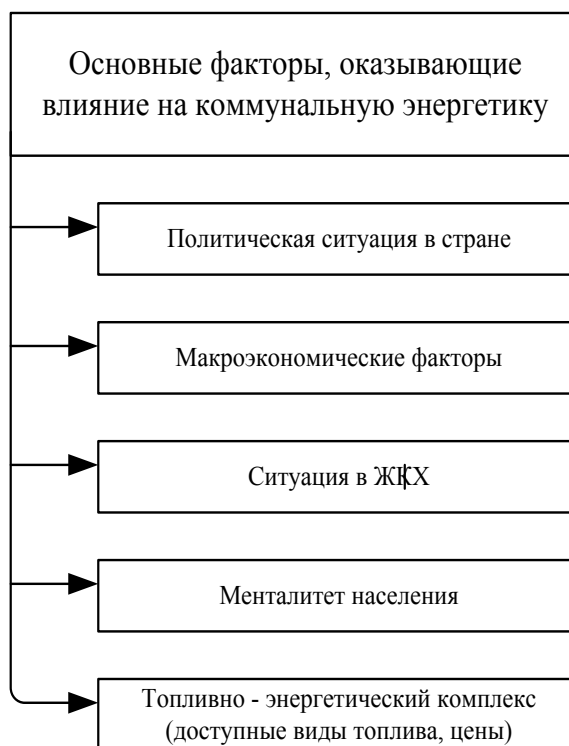 Основные факторы, оказывающие
влияние на коммунальную энергетику
Политическая ситуация в стране
Макроэкономические факторы
Ситуация в ЖКХ
Менталитет населения
Топливно - энергетический комплекс
(доступные виды топлива, цены)